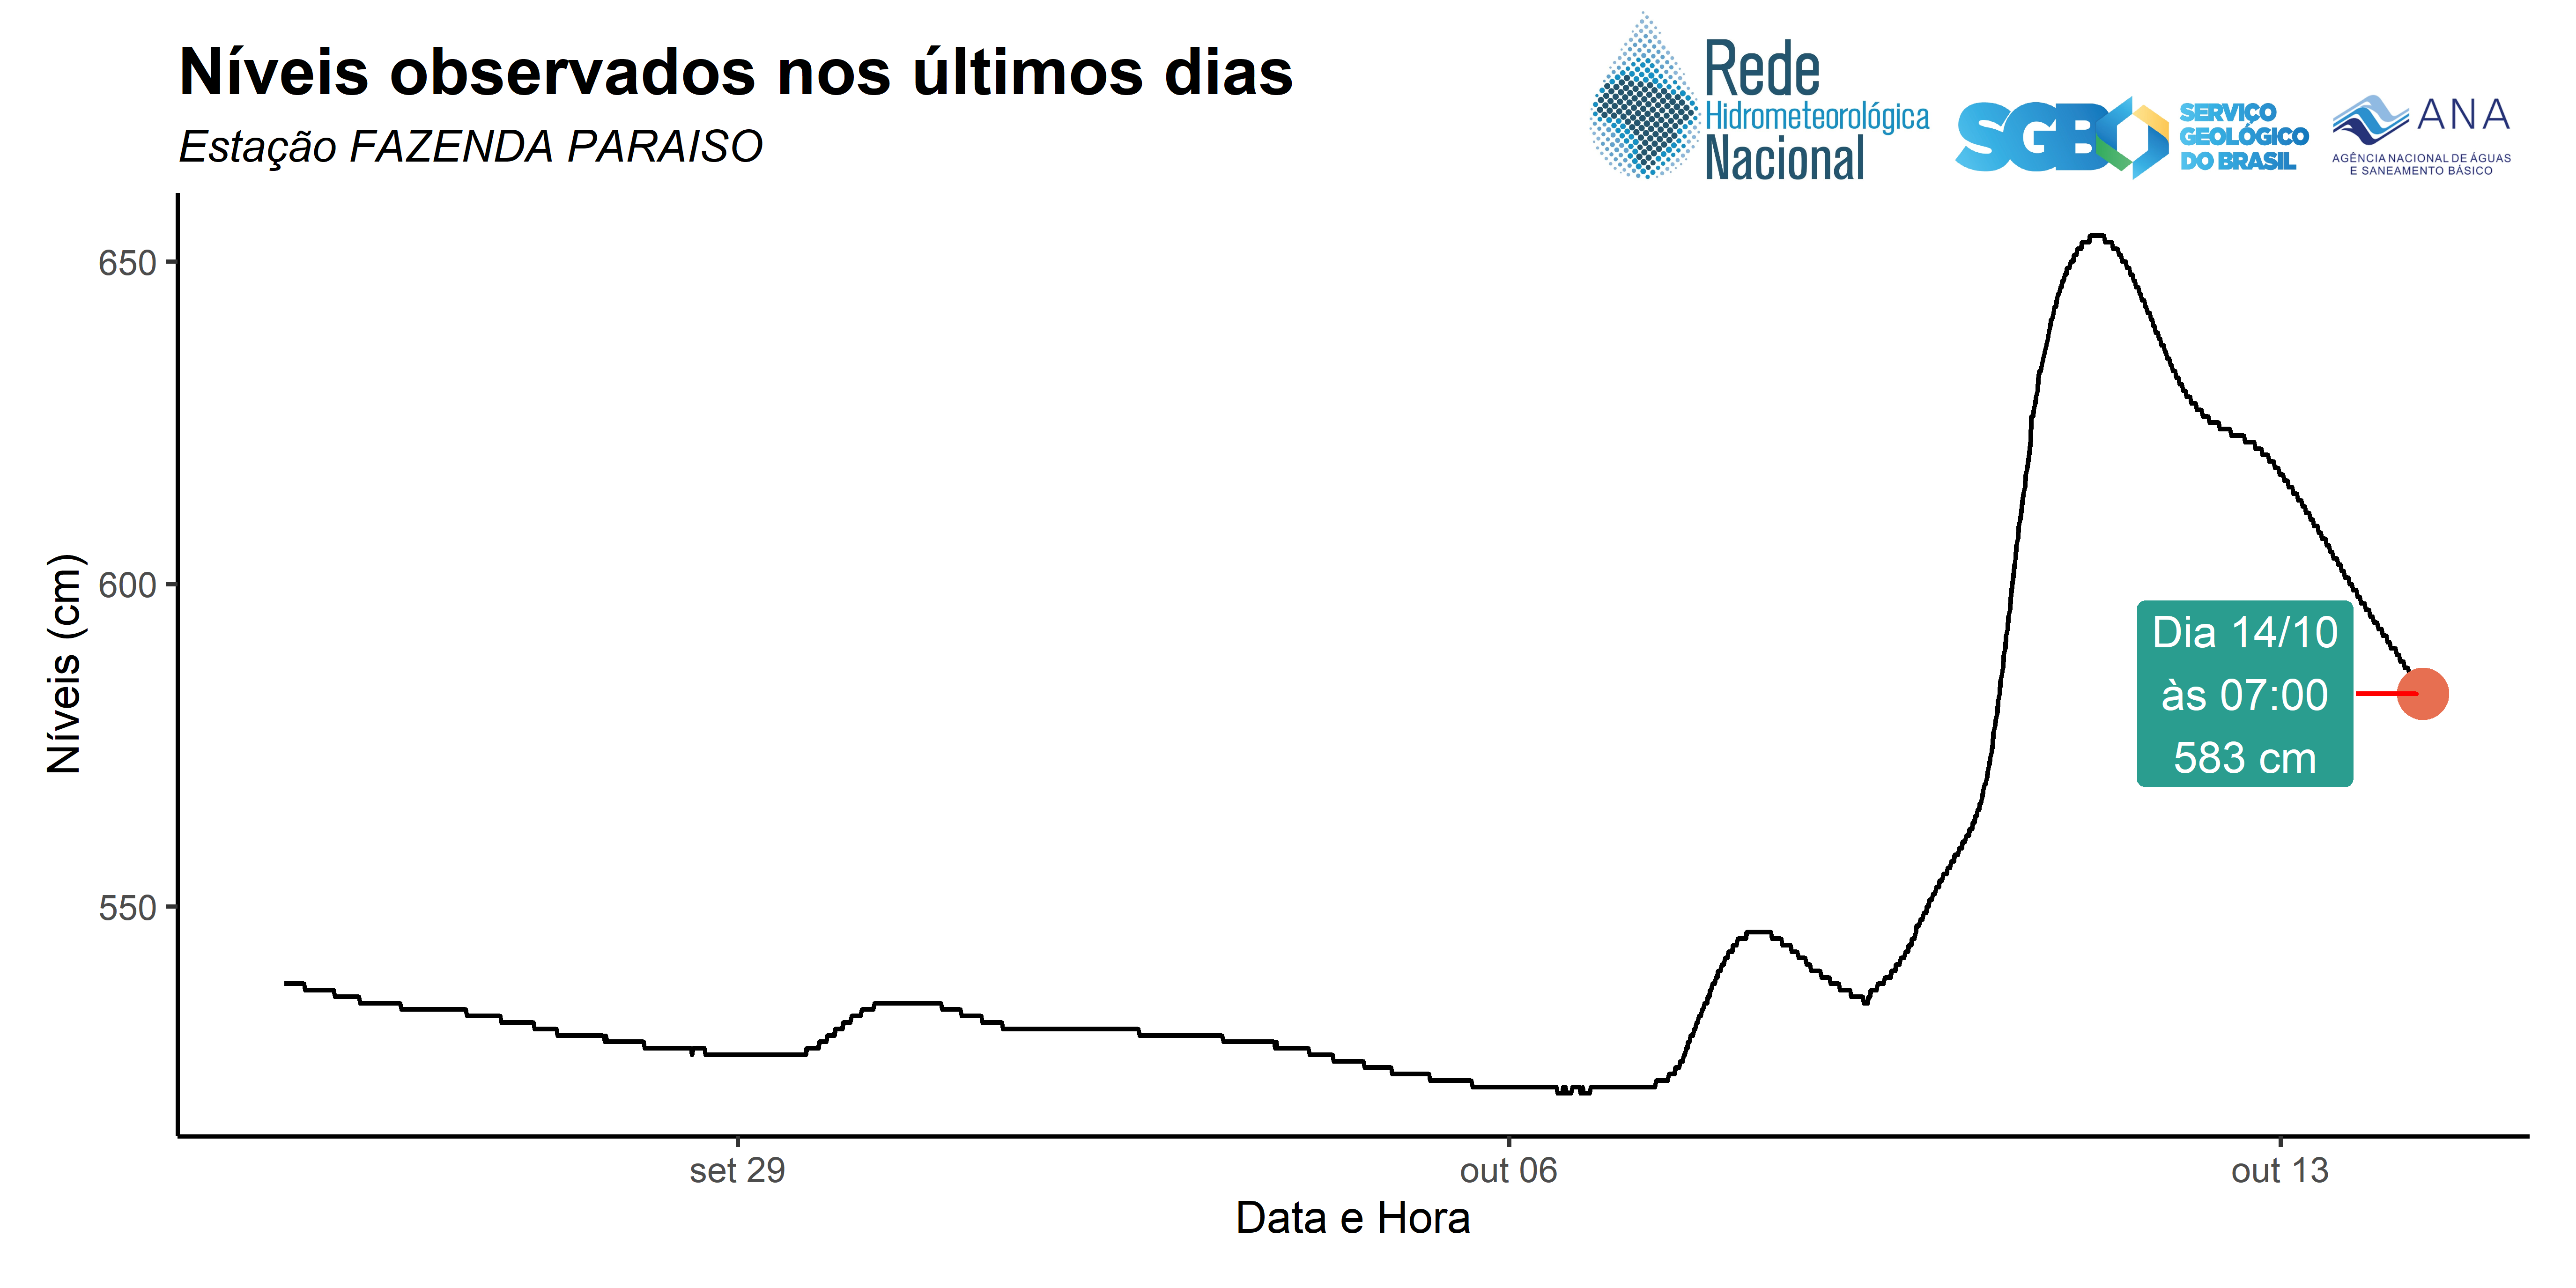 Níveis observados nos últimos dias
Estação FAZENDA PARAISO
Rede
Hidrometeorológica
Nacional
SGB
SERVIÇO
GEOLÓGICO
DO BRASIL
ANA
AGÊNCIA NACIONAL DE ÁGUAS
E SANEAMENTO BÁSICO
Níveis (cm)
650
600
550
Dia 14/10
às 07:00
583 cm
set 29
out 06
out 13
Data e Hora